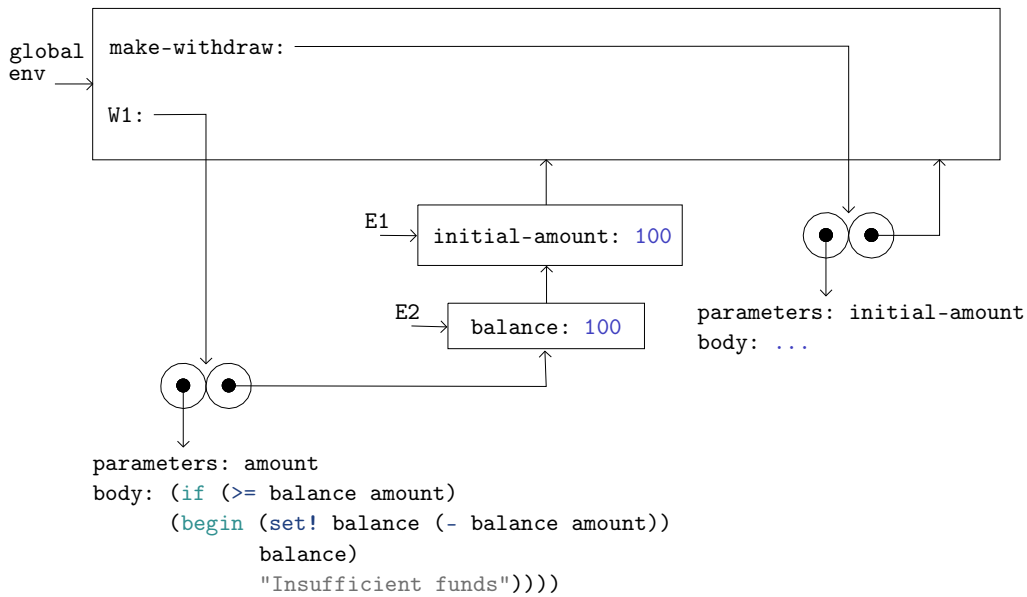 global
env
make-withdraw:
W1:
E1
initial-amount: 100
E2
balance: 100
parameters: initial-amount
body: ...
parameters: amount
body: (if (>= balance amount)
(begin (set! balance (- balance amount))
balance)
"Insufficient funds"))))